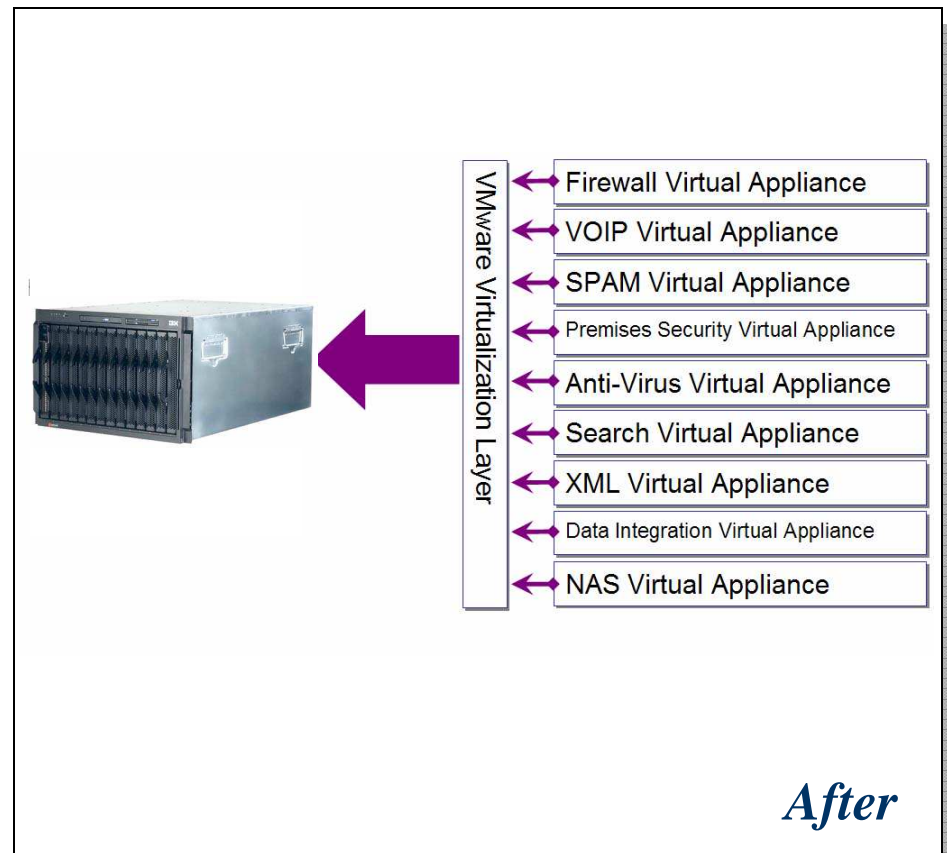 VMware Virtualization Layer
Firewall Virtual Appliance
VOIP Virtual Appliance
SPAM Virtual Appliance
Premises Security Virtual Appliance
Anti-Virus Virtual Appliance
Search Virtual Appliance
XML Virtual Appliance
Data Integration Virtual Appliance
NAS Virtual Appliance
After